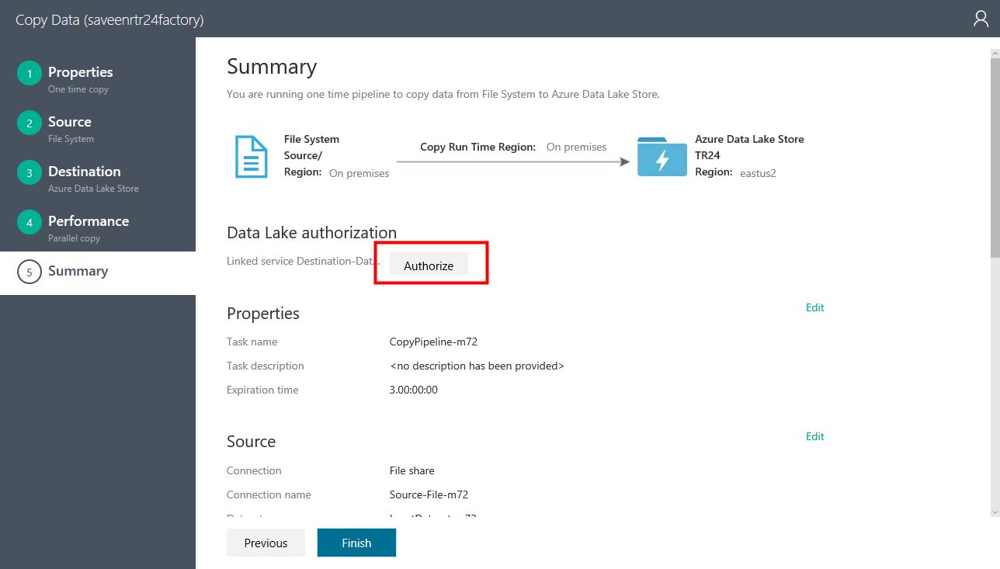 Copy Data (saveenrtr24factory)
1 Properties
One time copy
2 Source
File System
3 Destination
Azure Data Lake Store
4 Performance
Parallel copy
5 Summary
Summary
You are running one time pipeline to copy data from File System to Azure Data Lake Store.
File System
Source/
Region: On premises
Copy Run Time Region: On premises
Azure Data Lake Store
TR24
Region: eastus2
Data Lake authorization
Linked service Destination-Dat... Authorize
Properties Edit
Task name CopyPipeline-m72
Task description <no description has been provided>
Expiration time 3.00:00:00
Source Edit
Connection File share
Connection name Source-File-m72
Previous Finish